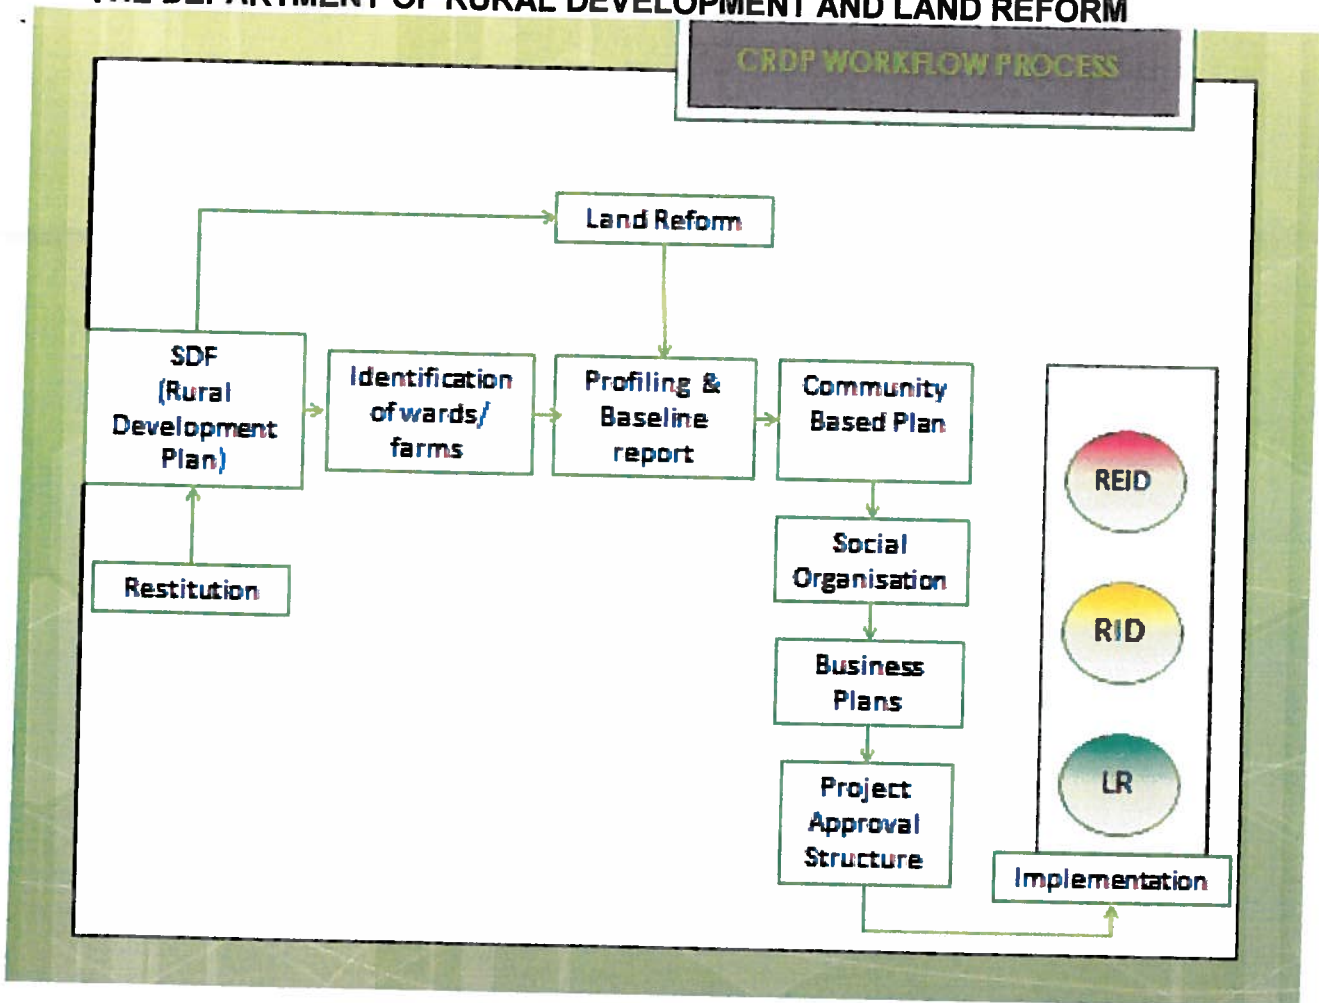 THE DEPARTMENT OF RURAL DEVELOPMENT AND LAND REFORM
CRDP WORKFLOW PROCESS
Land Reform
SDF
(Rural
Development
Plan)
Identification
of wards/
farms
Profiling &
Baseline
report
Community
Based Plan
Restitution
Social
Organisation
Business
Plans
Project
Approval
Structure
REID
RID
LR
Implementation